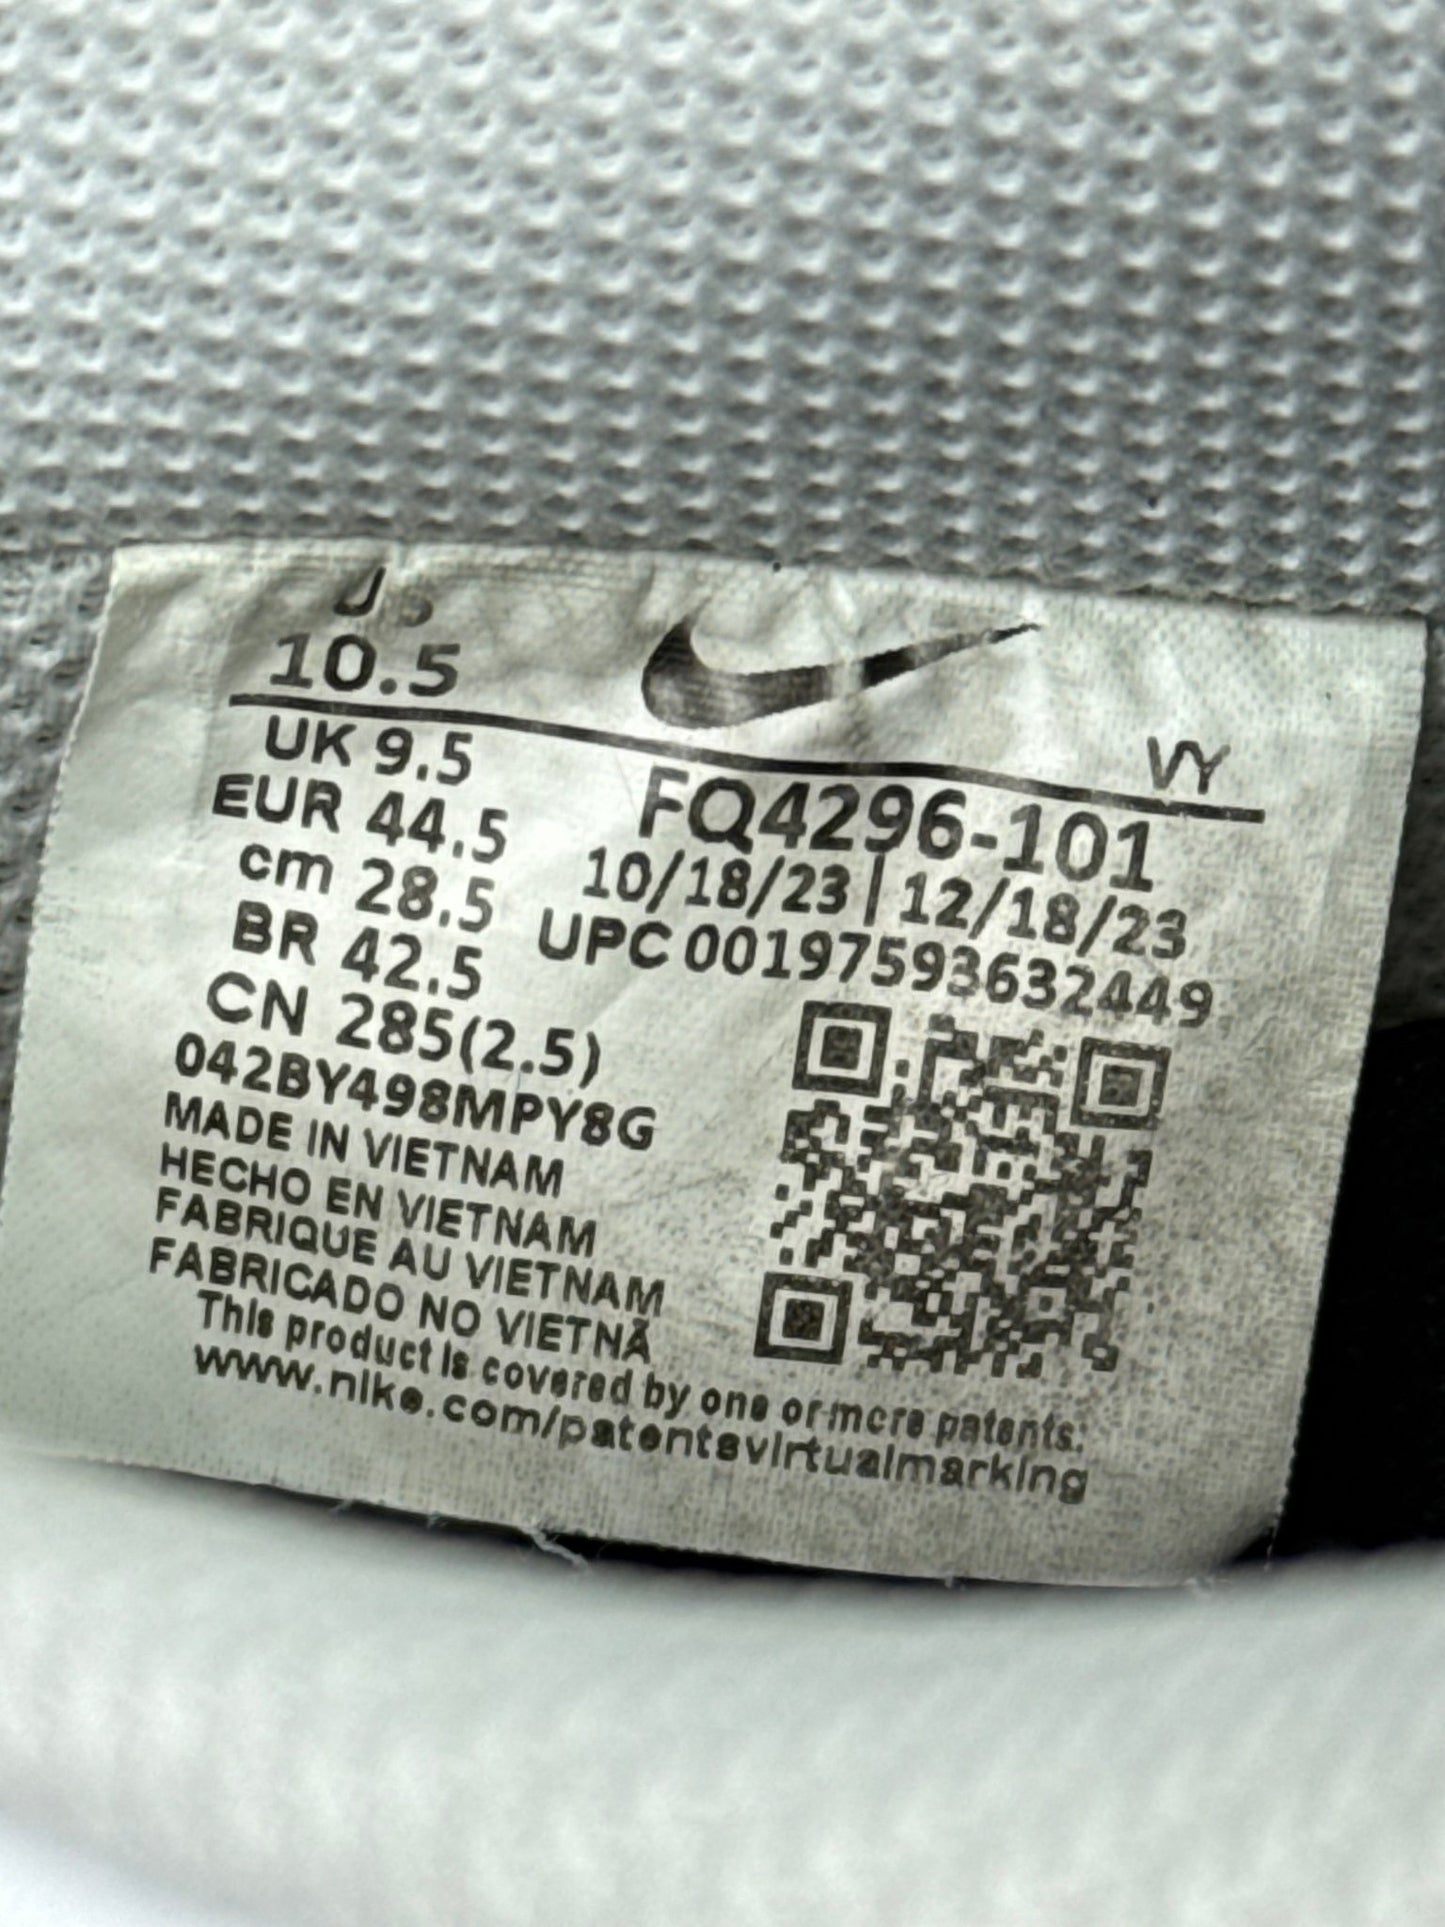 US
10.5
VY
UK 9.5
EUR 44.5
cm 28.5
BR 42.5
CN 285(2.5)
FQ4296-101
10/18/23 | 12/18/23
UPC 00197593632449
042BY498MPY8G
MADE IN VIETNAM
HECHO EN VIETNAM
FABRIQUE AU VIETNAM
FABRICADO NO VIETNÃ
This product is covered by one or more patents:
www.nike.com/patentsvirtualmarking